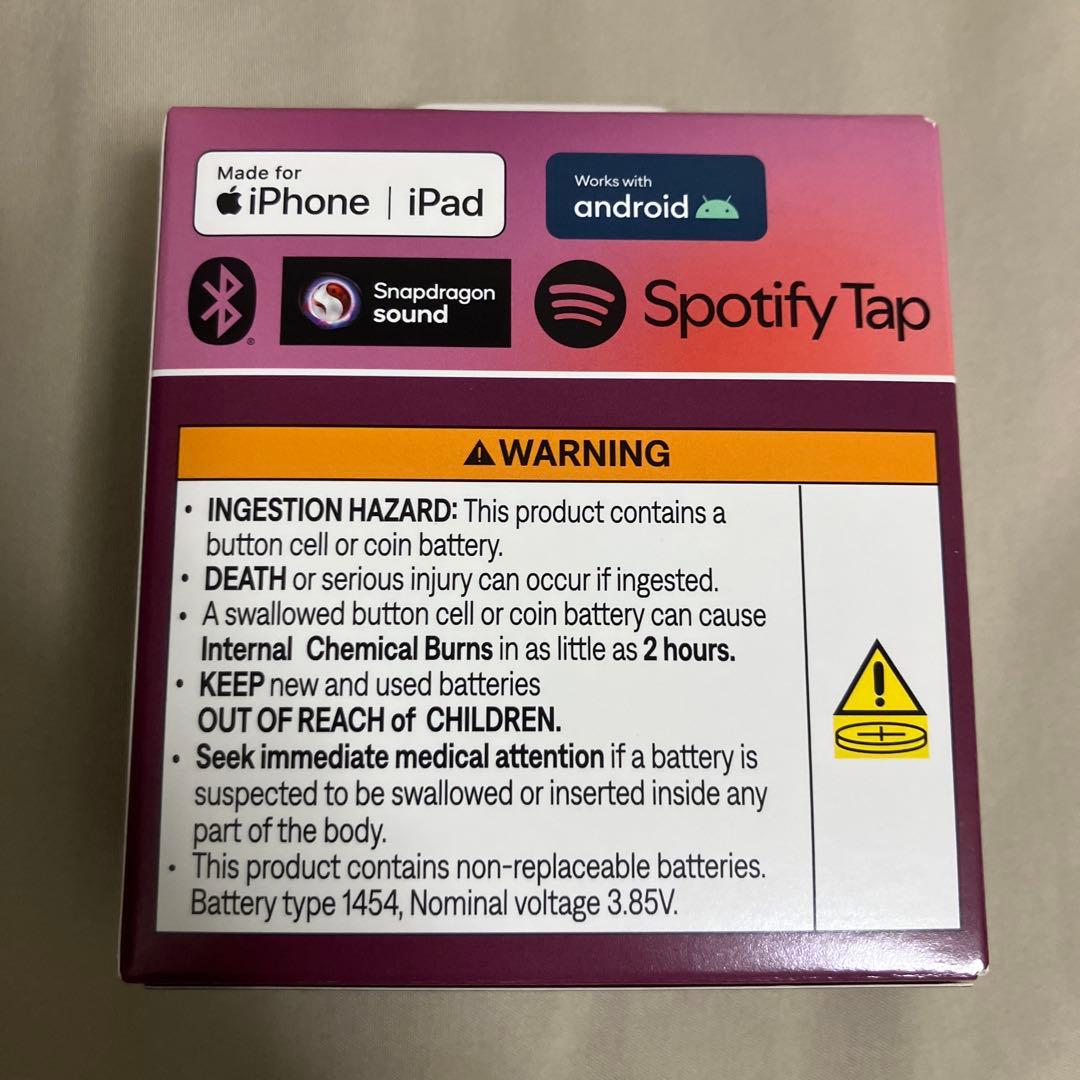 Made for
iPhone | iPad
Works with
android
Snapdragon
sound
Spotify Tap
WARNING
• INGESTION HAZARD: This product contains a
button cell or coin battery.
• DEATH or serious injury can occur if ingested.
• A swallowed button cell or coin battery can cause
Internal Chemical Burns in as little as 2 hours.
• KEEP new and used batteries
OUT OF REACH of CHILDREN.
• Seek immediate medical attention if a battery is
suspected to be swallowed or inserted inside any
part of the body.
• This product contains non-replaceable batteries.
Battery type 1454, Nominal voltage 3.85V.